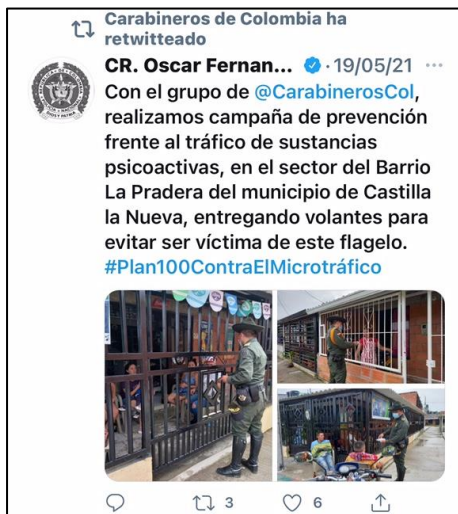 Carabineros de Colombia ha
retwitteado
CR. Oscar Fernan... · 19/05/21 ···
Con el grupo de @CarabinerosCol,
realizamos campaña de prevención
frente al tráfico de sustancias
psicoactivas, en el sector del Barrio
La Pradera del municipio de Castilla
la Nueva, entregando volantes para
evitar ser víctima de este flagelo.
#Plan100ContraElMicrotráfico
3
6